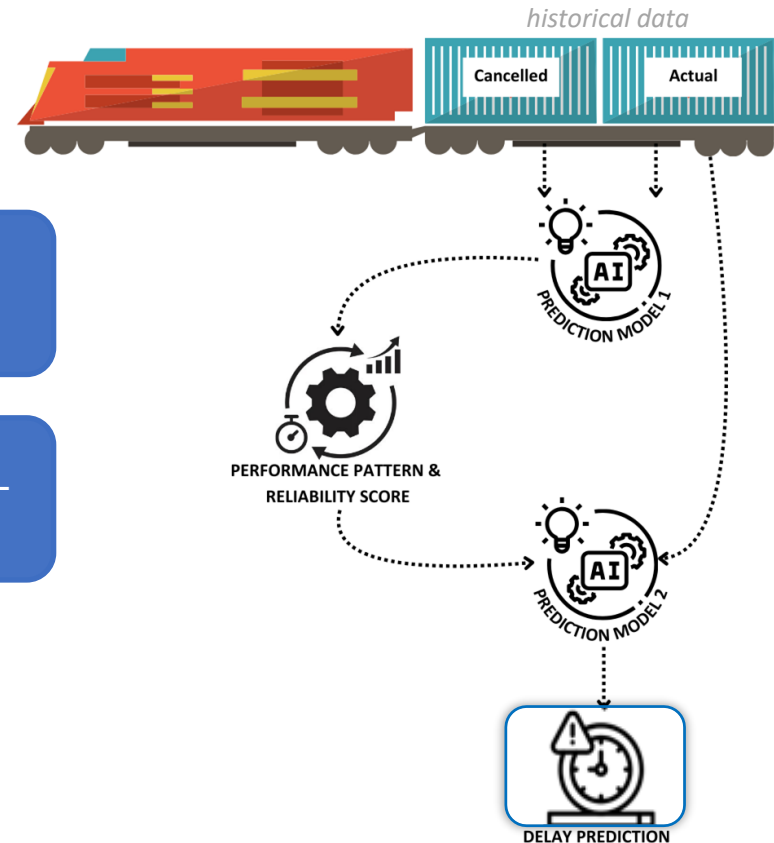 historical data
Cancelled
Actual
AI
PREDICTION MODEL 1
PERFORMANCE PATTERN &
RELIABILITY SCORE
AI
PREDICTION MODEL 2
DELAY PREDICTION